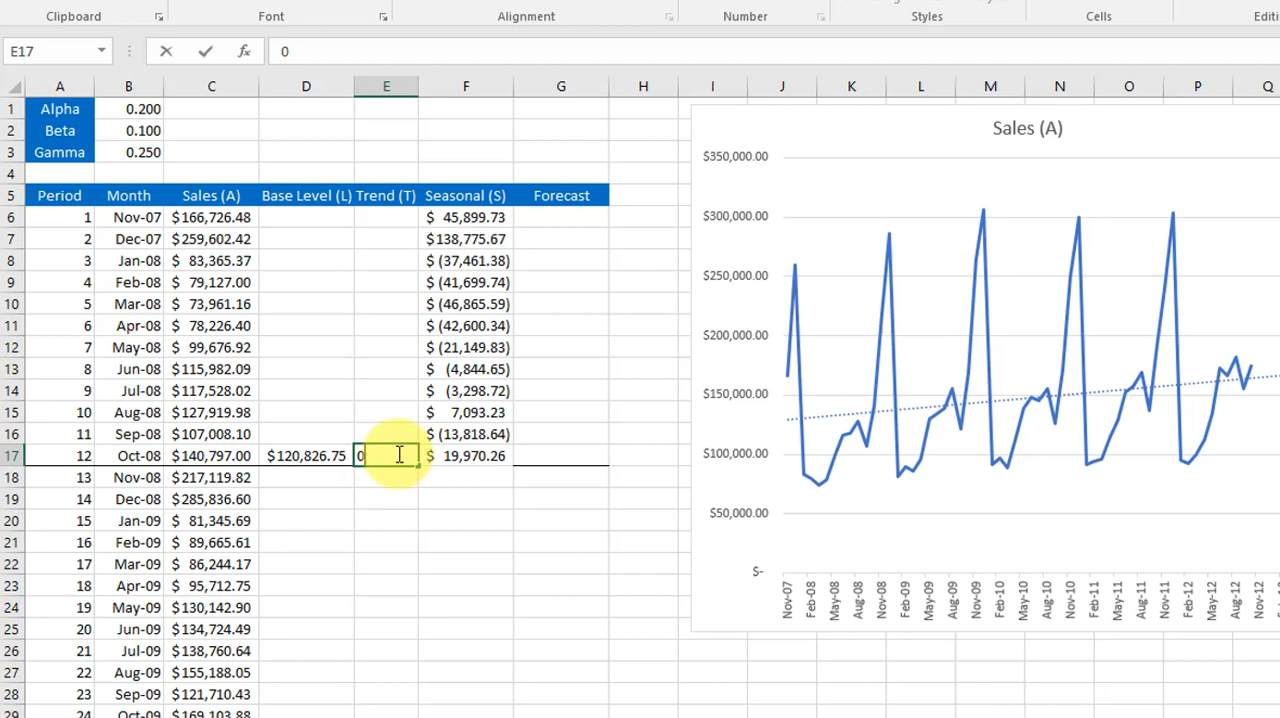 Clipboard Font Alignment Number Styles Cells Editi
E17 fx 0
A B C D E F G H I J K L M N O P Q
1 Alpha 0.200
2 Beta 0.100
3 Gamma 0.250
4
5 Period Month Sales (A) Base Level (L) Trend (T) Seasonal (S) Forecast
6 1 Nov-07 $166,726.48 $ 45,899.73
7 2 Dec-07 $259,602.42 $138,775.67
8 3 Jan-08 $ 83,365.37 $ (37,461.38)
9 4 Feb-08 $ 79,127.00 $ (41,699.74)
10 5 Mar-08 $ 73,961.16 $ (46,865.59)
11 6 Apr-08 $ 78,226.40 $ (42,600.34)
12 7 May-08 $ 99,676.92 $ (21,149.83)
13 8 Jun-08 $115,982.09 $ (4,844.65)
14 9 Jul-08 $117,528.02 $ (3,298.72)
15 10 Aug-08 $127,919.98 $ 7,093.23
16 11 Sep-08 $107,008.10 $ (13,818.64)
17 12 Oct-08 $140,797.00 $120,826.75 0 $ 19,970.26
18 13 Nov-08 $217,119.82
19 14 Dec-08 $285,836.60
20 15 Jan-09 $ 81,345.69
21 16 Feb-09 $ 89,665.61
22 17 Mar-09 $ 86,244.17
23 18 Apr-09 $ 95,712.75
24 19 May-09 $130,142.90
25 20 Jun-09 $134,724.49
26 21 Jul-09 $138,760.64
27 22 Aug-09 $155,188.05
28 23 Sep-09 $121,710.43
29 24 Oct-09 $169,103.88
Sales (A)
$350,000.00
$300,000.00
$250,000.00
$200,000.00
$150,000.00
$100,000.00
$50,000.00
$-
Nov-07 Feb-08 May-08 Aug-08 Nov-08 Feb-09 May-09 Aug-09 Nov-09 Feb-10 May-10 Aug-10 Nov-10 Feb-11 May-11 Aug-11 Nov-11 Feb-12 May-12 Aug-12 Nov-12